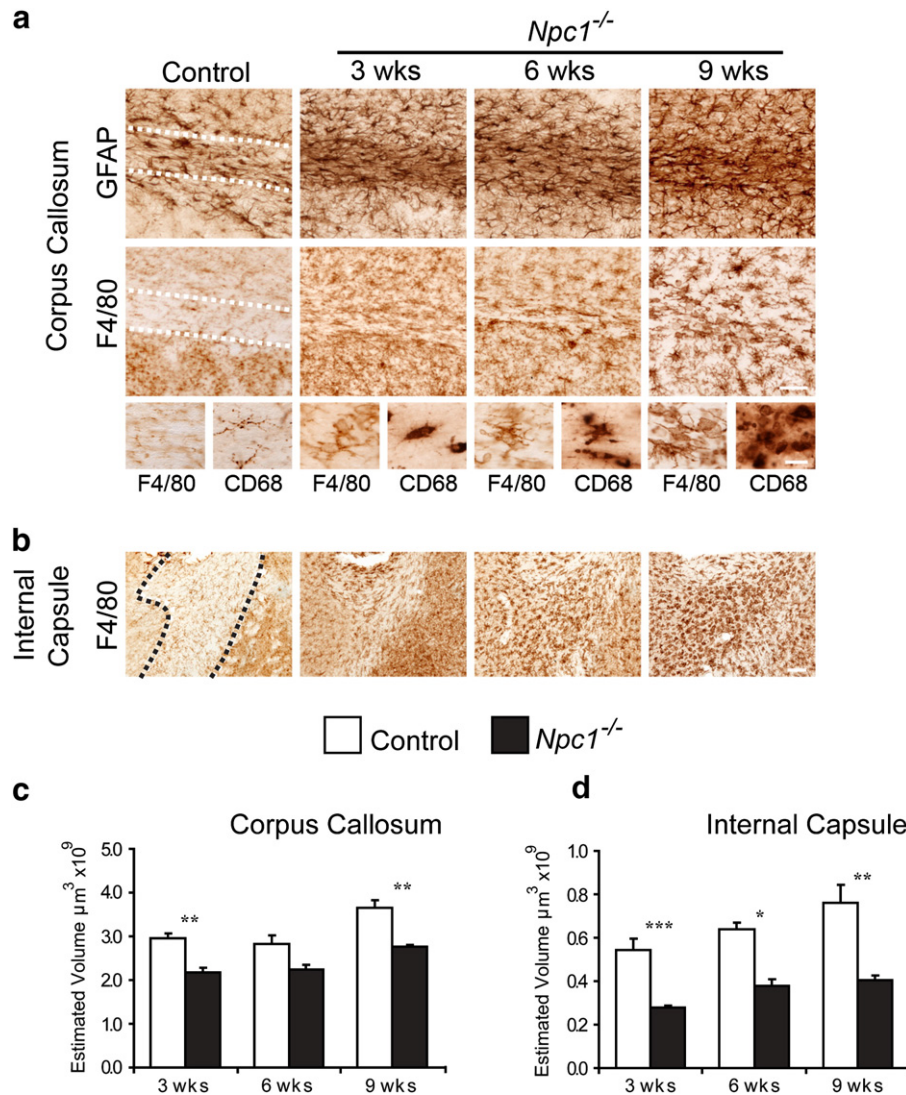 a
Npc1-/-
Control
3 wks
6 wks
9 wks
Corpus Callosum
GFAP
F4/80
F4/80
CD68
F4/80
CD68
F4/80
CD68
F4/80
CD68
b
Internal
Capsule
F4/80
Control
Npc1-/-
c
Corpus Callosum
Estimated Volume µm³ x10⁹
5.0
4.0
3.0
2.0
1.0
0.0
**
**
3 wks
6 wks
9 wks
d
Internal Capsule
Estimated Volume µm³ x10⁹
1.0
0.8
0.6
0.4
0.2
0.0
***
*
**
3 wks
6 wks
9 wks